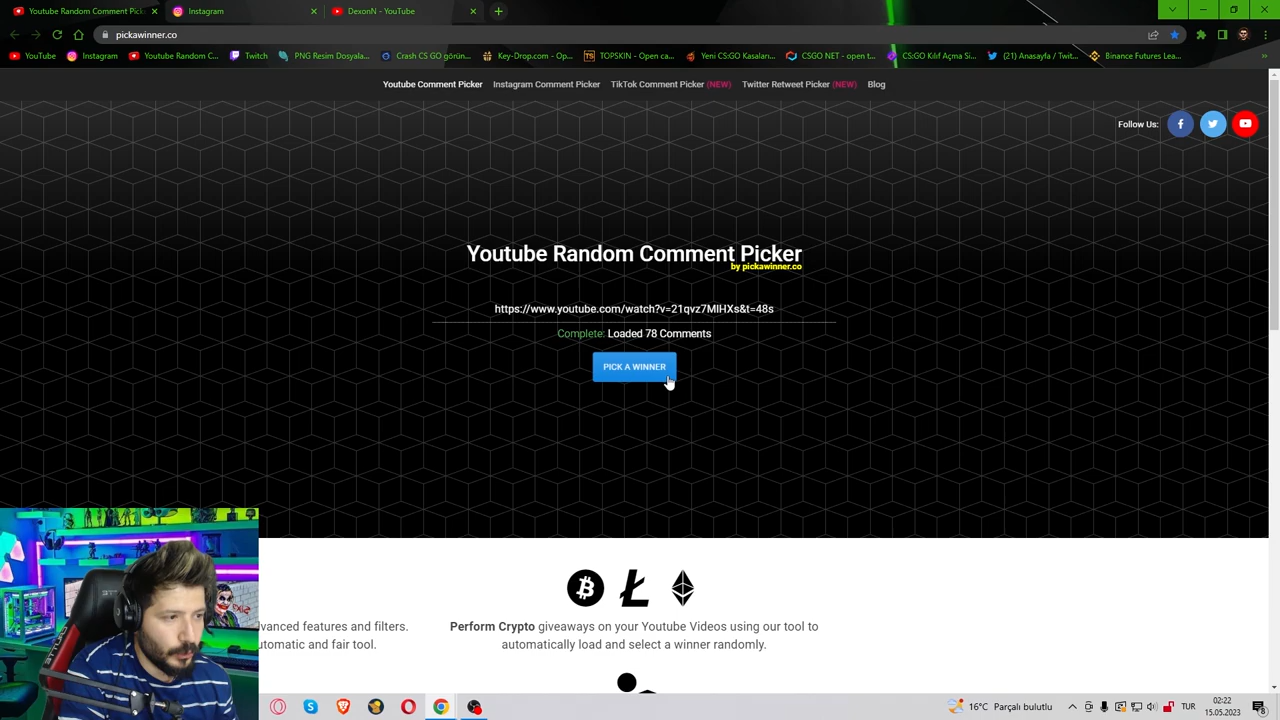 Youtube Random Comment Pick
Instagram
DexonN - YouTube
pickawinner.co
YouTube
Instagram
Youtube Random C...
Twitch
PNG Resim Dosyala...
Crash CS GO görün...
Key-Drop.com - Op...
TOPSKIN - Open ca...
Yeni CS:GO Kasaları...
CSGO NET - open t...
CS:GO Kılıf Açma Si...
(21) Anasayfa / Twit...
Binance Futures Lea...
Youtube Comment Picker
Instagram Comment Picker
TikTok Comment Picker (NEW)
Twitter Retweet Picker (NEW)
Blog
Follow Us:
Youtube Random Comment Picker
by pickawinner.co
https://www.youtube.com/watch?v=21qvz7MIHXs&t=48s
Complete: Loaded 78 Comments
PICK A WINNER
dvanced features and filters.
utomatic and fair tool.
Perform Crypto giveaways on your Youtube Videos using our tool to
automatically load and select a winner randomly.
16°C Parçalı bulutlu
TUR
02:22
15.05.2023
8